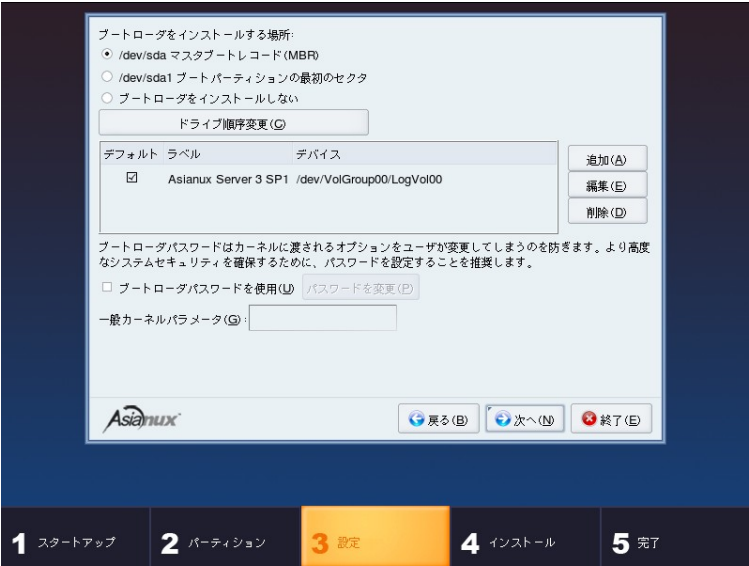 ブートローダをインストールする場所:
/dev/sda マスタブートレコード(MBR)
/dev/sda1 ブートパーティションの最初のセクタ
ブートローダをインストールしない
ドライブ順序変更(C)
デフォルト ラベル デバイス
Asianux Server 3 SP1 /dev/VolGroup00/LogVol00
追加(A)
編集(E)
削除(D)
ブートローダパスワードはカーネルに渡されるオプションをユーザが変更してしまうのを防ぎます。より高度
なシステムセキュリティを確保するために、パスワードを設定することを推奨します。
ブートローダパスワードを使用(U) パスワードを変更(P)
一般カーネルパラメータ(G):
Asianux 戻る(B) 次へ(N) 終了(E)
1 スタートアップ 2 パーティション 3 設定 4 インストール 5 完了